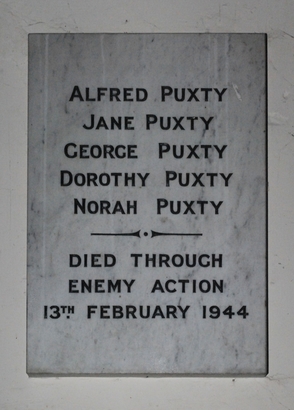 ALFRED PUXTY
JANE PUXTY
GEORGE PUXTY
DOROTHY PUXTY
NORAH PUXTY
DIED THROUGH
ENEMY ACTION
13TH FEBRUARY 1944